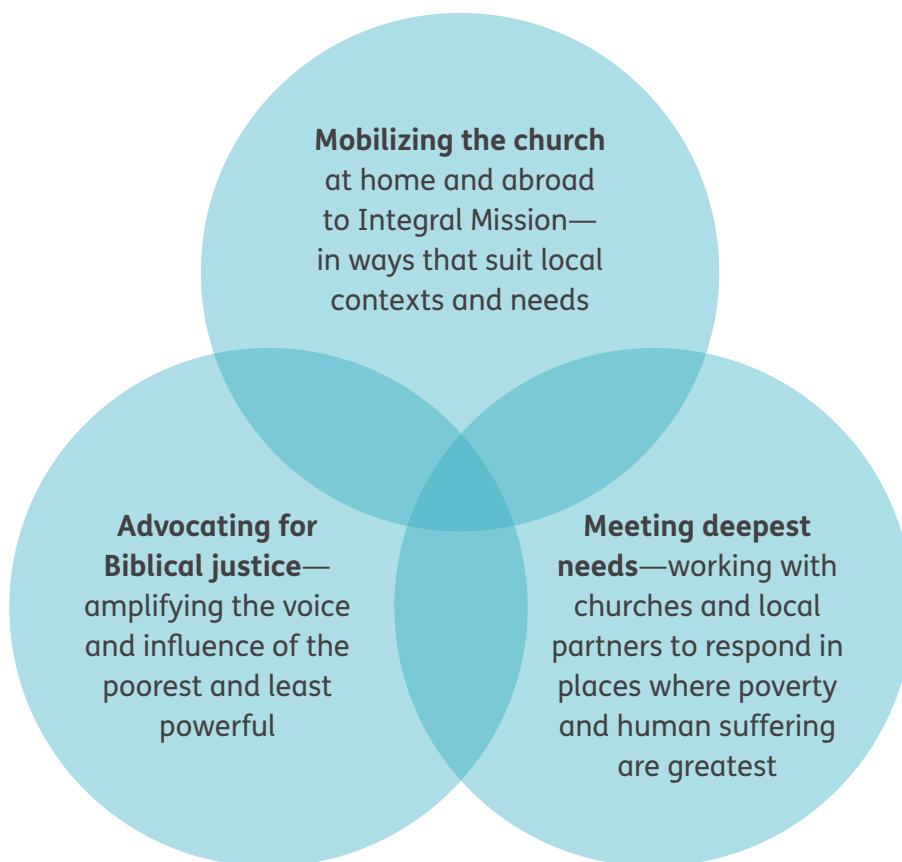 Mobilizing the church
at home and abroad
to Integral Mission—
in ways that suit local
contexts and needs
Advocating for
Biblical justice—
amplifying the voice
and influence of the
poorest and least
powerful
Meeting deepest
needs—working with
churches and local
partners to respond in
places where poverty
and human suffering
are greatest